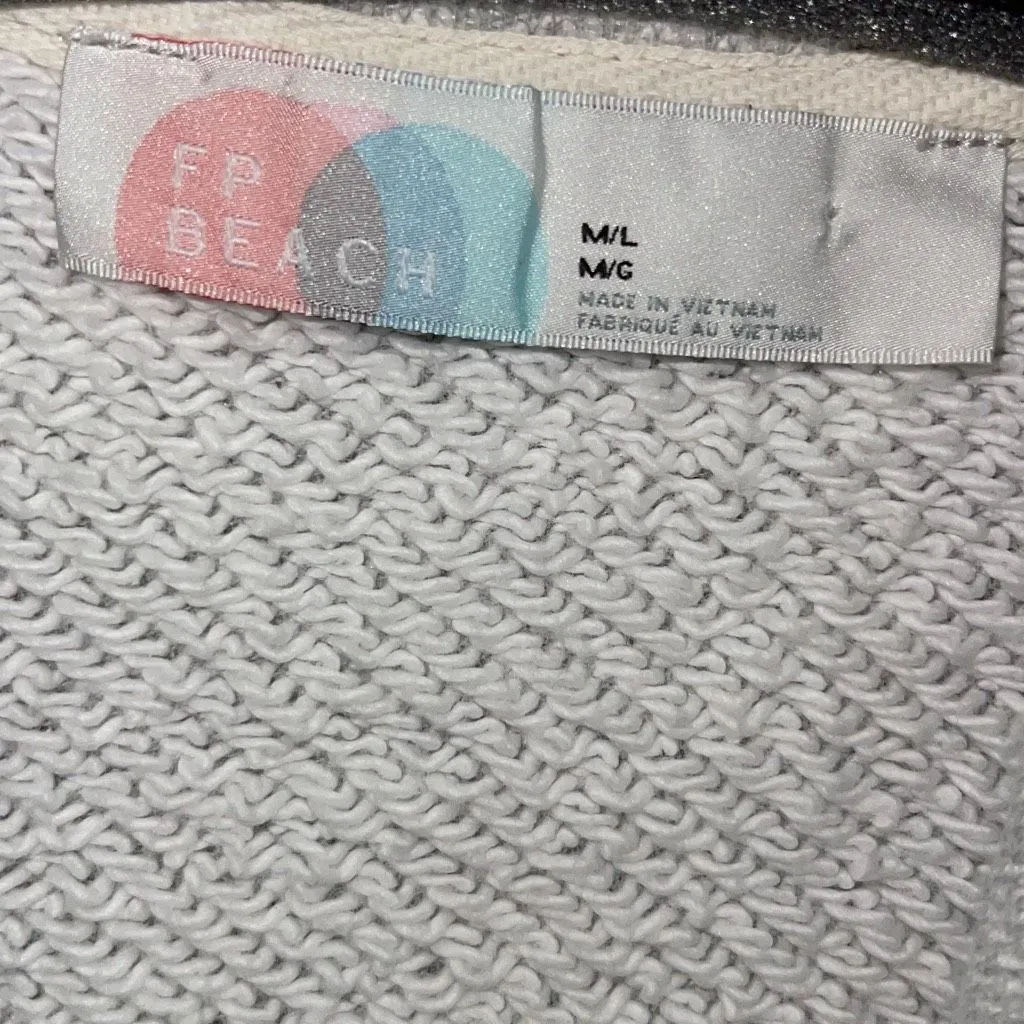 FP
BEACH
M/L
M/G
MADE IN VIETNAM
FABRIQUÉ AU VIETNAM